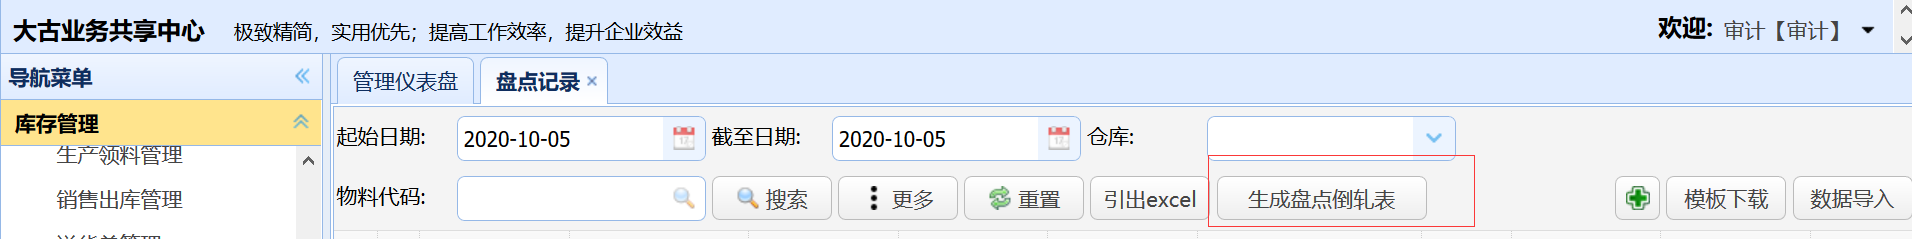 大古业务共享中心 极致精简，实用优先；提高工作效率，提升企业效益 欢迎: 审计【审计】
导航菜单 管理仪表盘 盘点记录
库存管理
起始日期: 2020-10-05 截至日期: 2020-10-05 仓库:
生产领料管理
物料代码: 搜索 更多 重置 引出excel 生成盘点倒轧表 模板下载 数据导入
销售出库管理